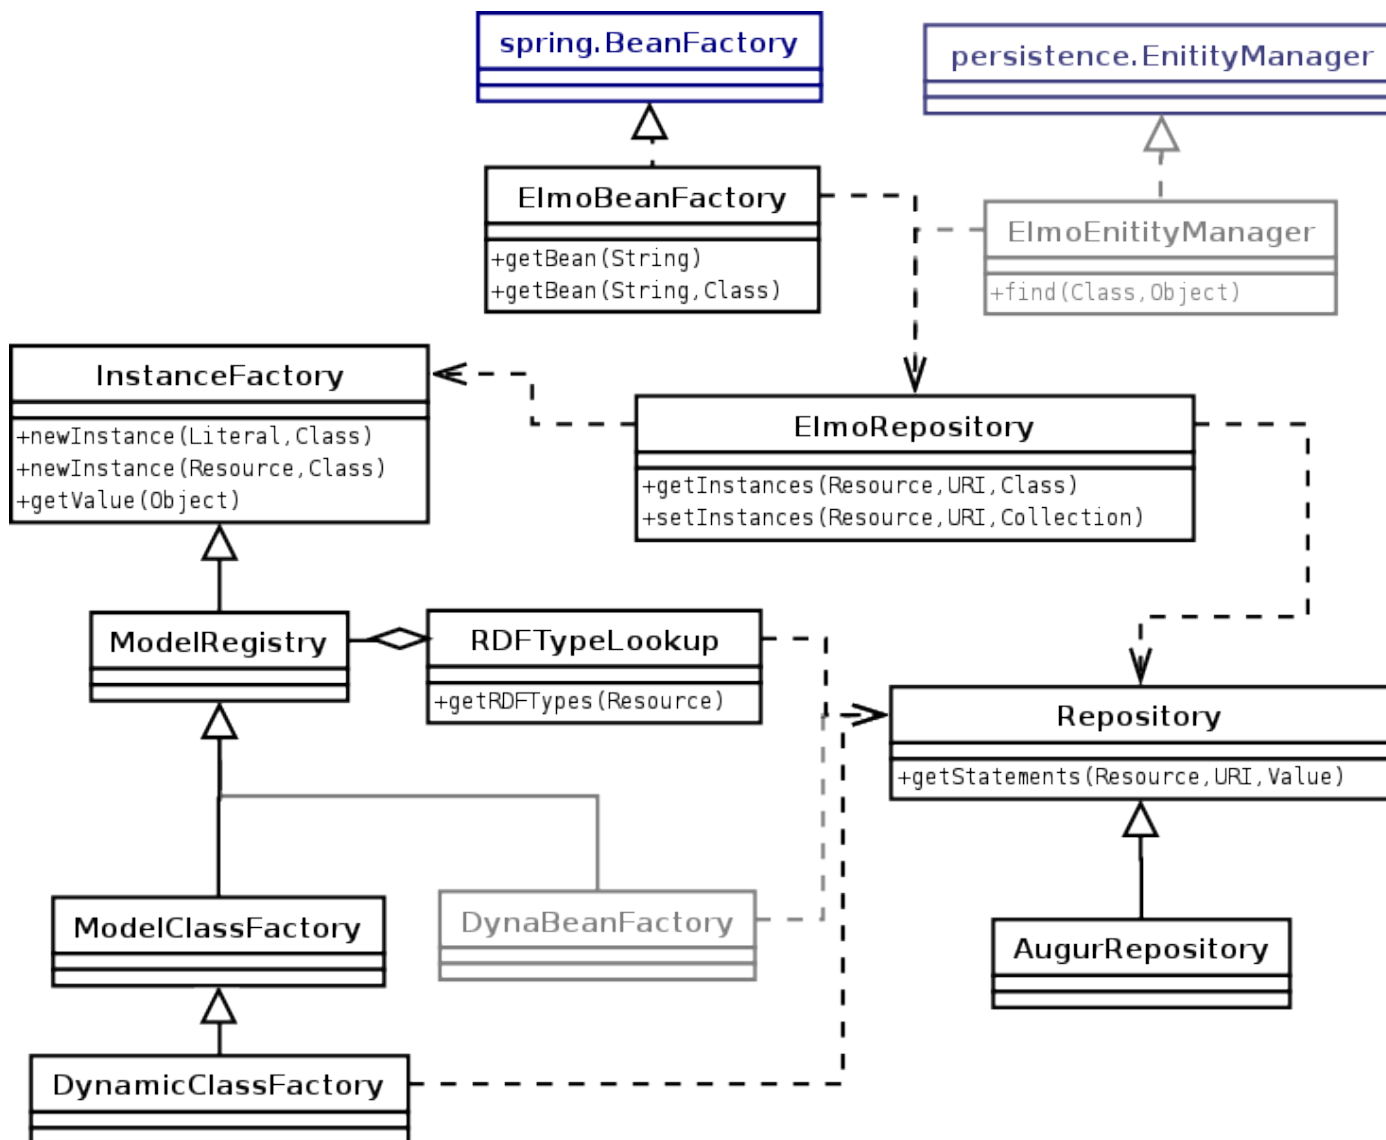 spring.BeanFactory
persistence.EnitityManager
ElmoBeanFactory
+getBean(String)
+getBean(String,Class)
ElmoEnitityManager
+find(Class,Object)
InstanceFactory
+newInstance(Literal,Class)
+newInstance(Resource,Class)
+getValue(Object)
ElmoRepository
+getInstances(Resource,URI,Class)
+setInstances(Resource,URI,Collection)
ModelRegistry
RDFTypeLookup
+getRDFTypes(Resource)
Repository
+getStatements(Resource,URI,Value)
ModelClassFactory
DynaBeanFactory
AugurRepository
DynamicClassFactory